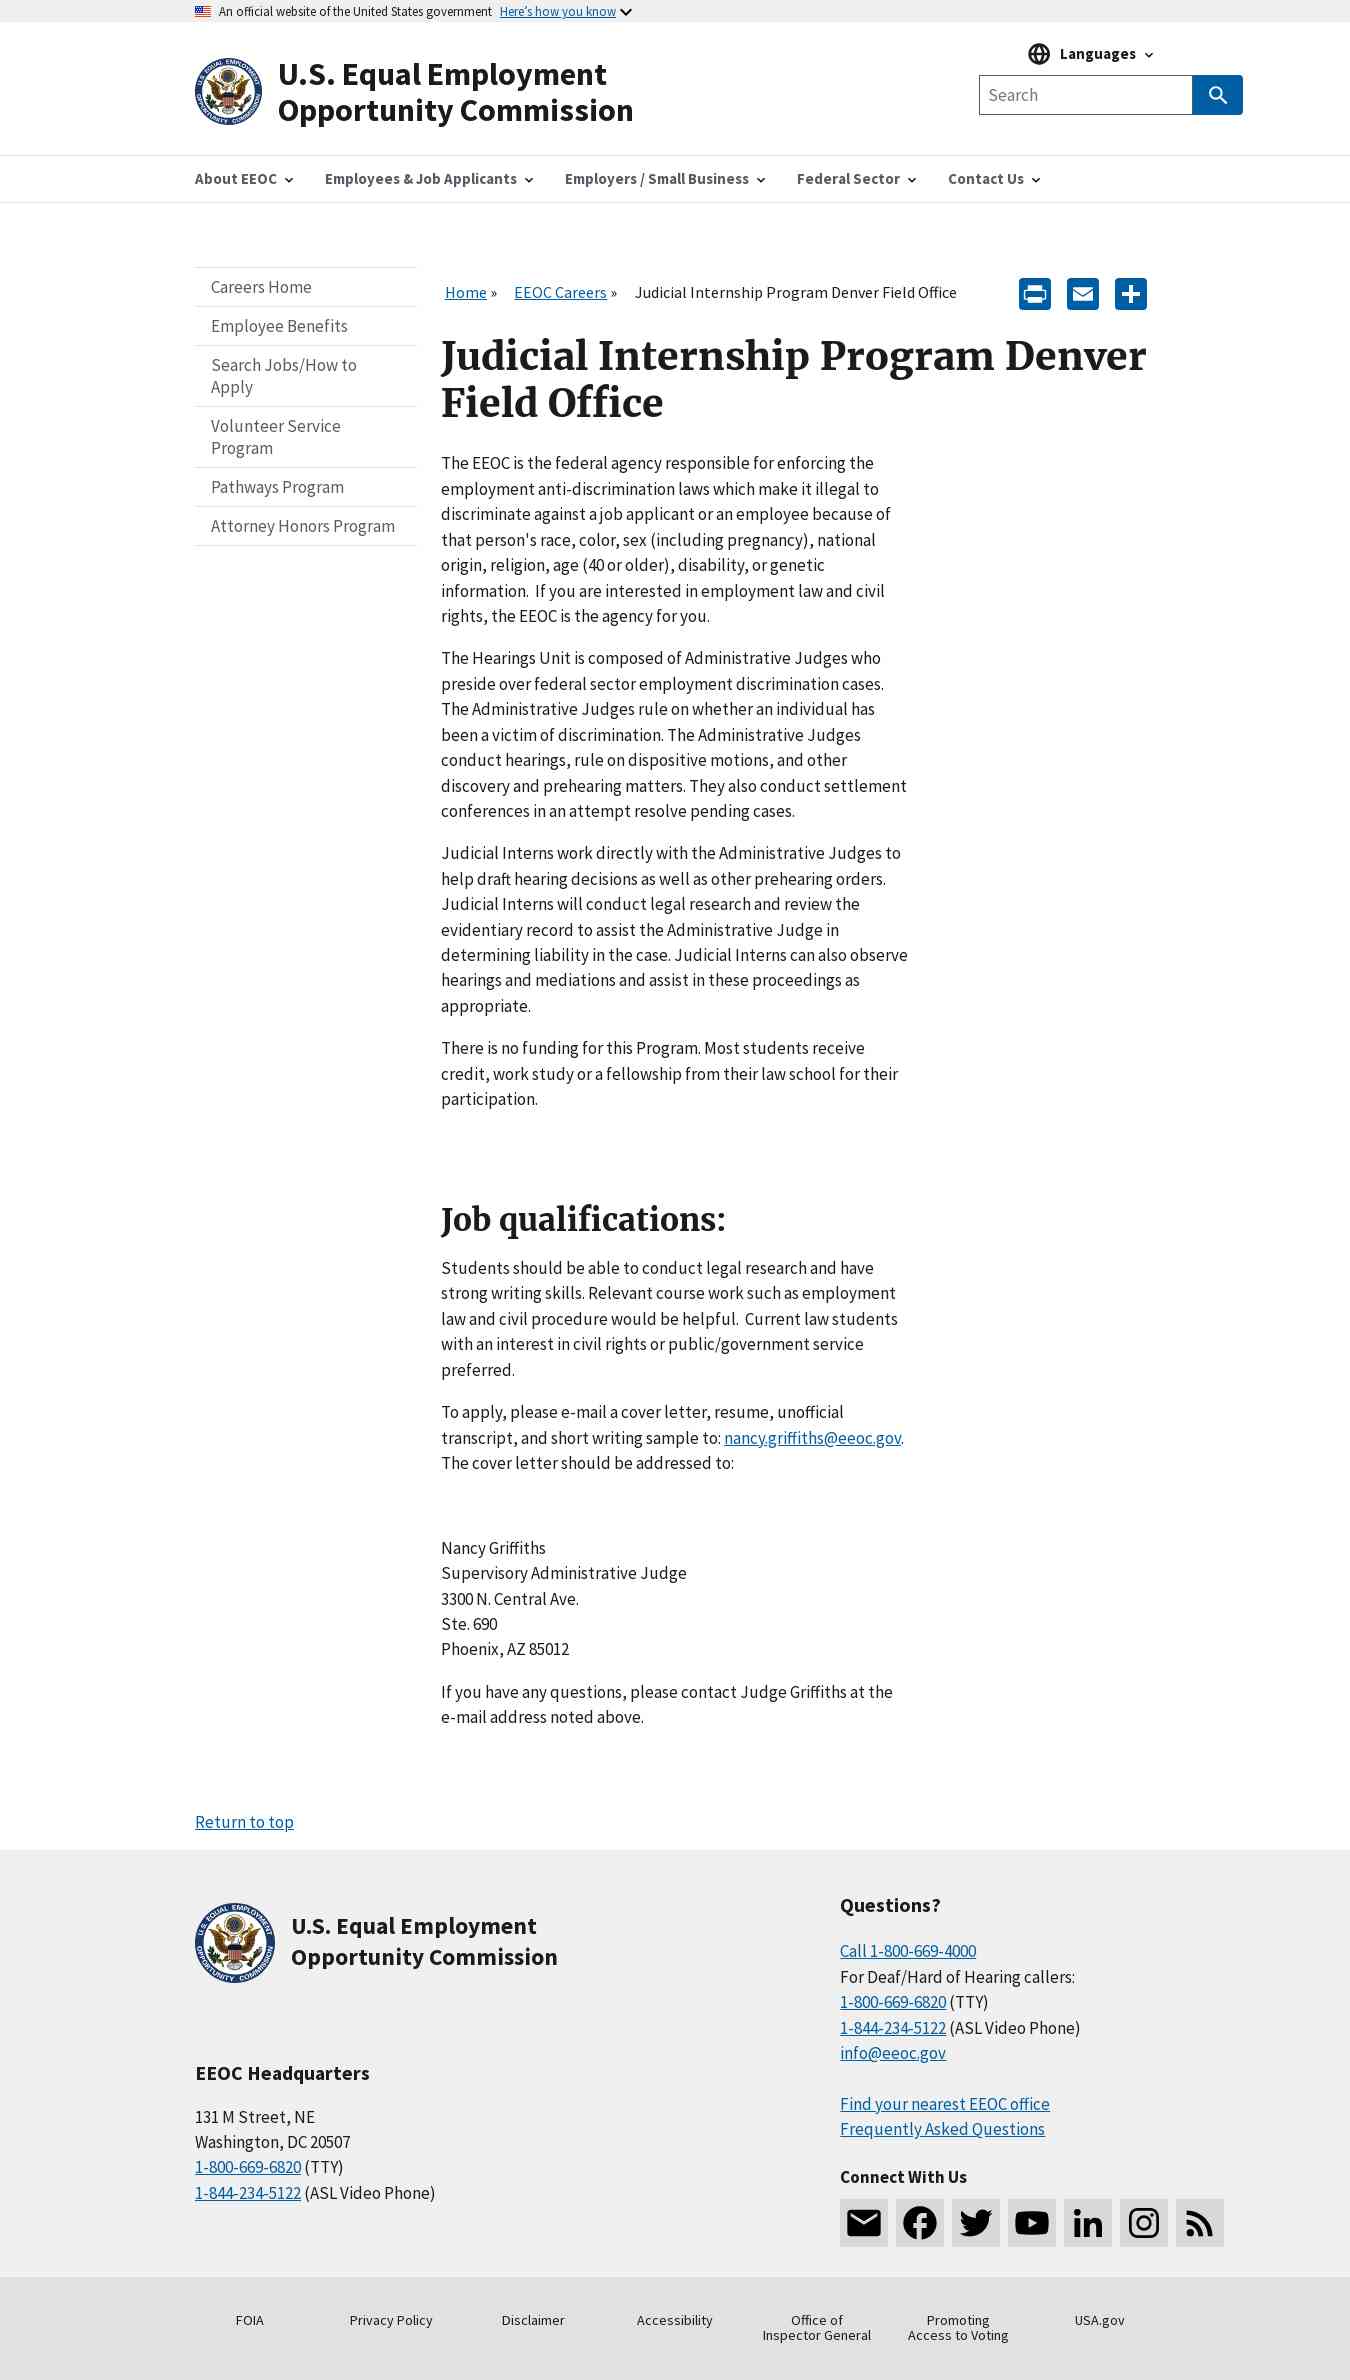 An official website of the United States government Here’s how you know
U.S. Equal Employment
Opportunity Commission
Languages
Search
About EEOC
Employees & Job Applicants
Employers / Small Business
Federal Sector
Contact Us
Careers Home
Employee Benefits
Search Jobs/How to
Apply
Volunteer Service
Program
Pathways Program
Attorney Honors Program
Home » EEOC Careers » Judicial Internship Program Denver Field Office
Judicial Internship Program Denver
Field Office
The EEOC is the federal agency responsible for enforcing the
employment anti-discrimination laws which make it illegal to
discriminate against a job applicant or an employee because of
that person's race, color, sex (including pregnancy), national
origin, religion, age (40 or older), disability, or genetic
information.  If you are interested in employment law and civil
rights, the EEOC is the agency for you.
The Hearings Unit is composed of Administrative Judges who
preside over federal sector employment discrimination cases.
The Administrative Judges rule on whether an individual has
been a victim of discrimination. The Administrative Judges
conduct hearings, rule on dispositive motions, and other
discovery and prehearing matters. They also conduct settlement
conferences in an attempt resolve pending cases.
Judicial Interns work directly with the Administrative Judges to
help draft hearing decisions as well as other prehearing orders.
Judicial Interns will conduct legal research and review the
evidentiary record to assist the Administrative Judge in
determining liability in the case. Judicial Interns can also observe
hearings and mediations and assist in these proceedings as
appropriate.
There is no funding for this Program. Most students receive
credit, work study or a fellowship from their law school for their
participation.
Job qualifications:
Students should be able to conduct legal research and have
strong writing skills. Relevant course work such as employment
law and civil procedure would be helpful.  Current law students
with an interest in civil rights or public/government service
preferred.
To apply, please e-mail a cover letter, resume, unofficial
transcript, and short writing sample to: nancy.griffiths@eeoc.gov.
The cover letter should be addressed to:
Nancy Griffiths
Supervisory Administrative Judge
3300 N. Central Ave.
Ste. 690
Phoenix, AZ 85012
If you have any questions, please contact Judge Griffiths at the
e-mail address noted above.
Return to top
U.S. EQUAL EMPLOYMENT OPPORTUNITY COMMISSION
U.S. Equal Employment
Opportunity Commission
EEOC Headquarters
131 M Street, NE
Washington, DC 20507
1-800-669-6820 (TTY)
1-844-234-5122 (ASL Video Phone)
Questions?
Call 1-800-669-4000
For Deaf/Hard of Hearing callers:
1-800-669-6820 (TTY)
1-844-234-5122 (ASL Video Phone)
info@eeoc.gov
Find your nearest EEOC office
Frequently Asked Questions
Connect With Us
FOIA
Privacy Policy
Disclaimer
Accessibility
Office of
Inspector General
Promoting
Access to Voting
USA.gov